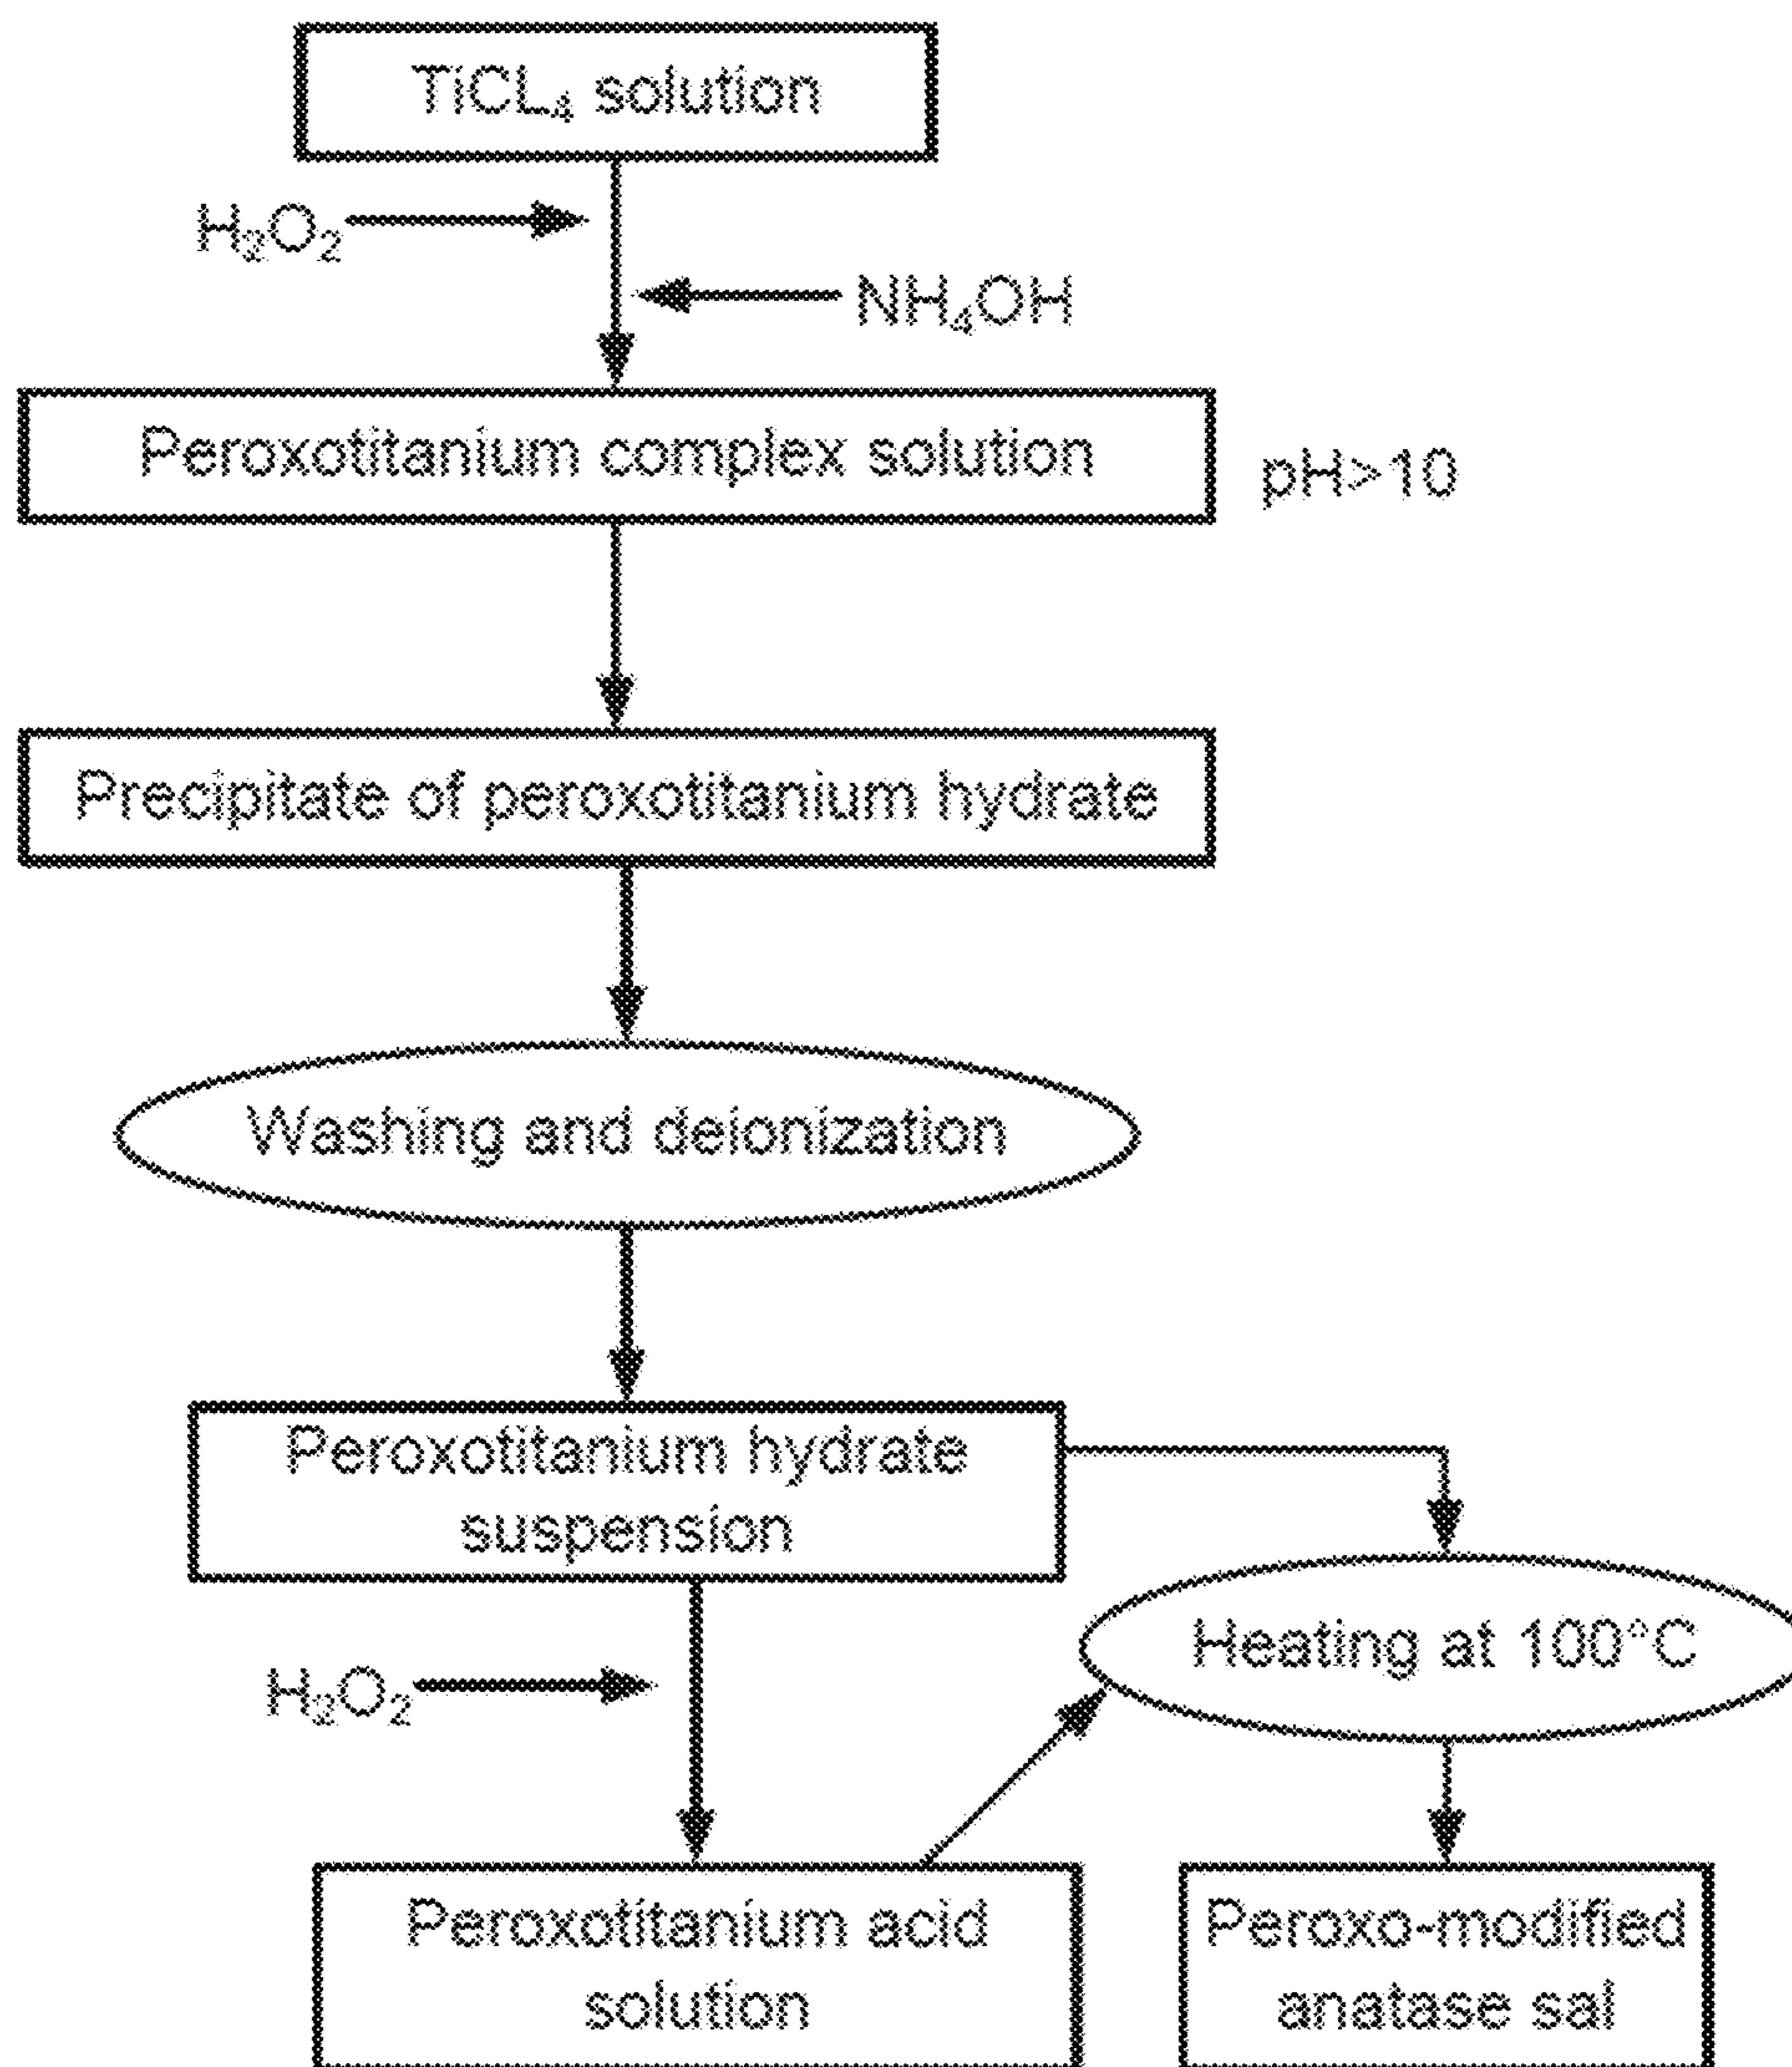 TiCL₄ solution
H₂O₂
NH₄OH
Peroxotitanium complex solution
pH>10
Precipitate of peroxotitanium hydrate
Washing and deionization
Peroxotitanium hydrate
suspension
Heating at 100°C
H₂O₂
Peroxotitanium acid
solution
Peroxo-modified
anatase sal